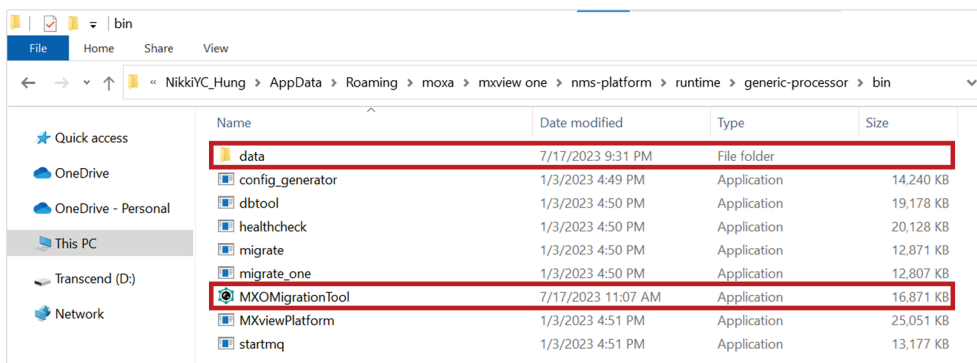 bin
File Home Share View
« NikkiYC_Hung > AppData > Roaming > moxa > mxview one > nms-platform > runtime > generic-processor > bin
Name Date modified Type Size
Quick access
OneDrive
OneDrive - Personal
This PC
Transcend (D:)
Network
data 7/17/2023 9:31 PM File folder
config_generator 1/3/2023 4:49 PM Application 14,240 KB
dbtool 1/3/2023 4:50 PM Application 19,178 KB
healthcheck 1/3/2023 4:50 PM Application 20,128 KB
migrate 1/3/2023 4:50 PM Application 12,871 KB
migrate_one 1/3/2023 4:50 PM Application 12,807 KB
MXOMigrationTool 7/17/2023 11:07 AM Application 16,871 KB
MXviewPlatform 1/3/2023 4:51 PM Application 25,051 KB
startmq 1/3/2023 4:51 PM Application 13,177 KB